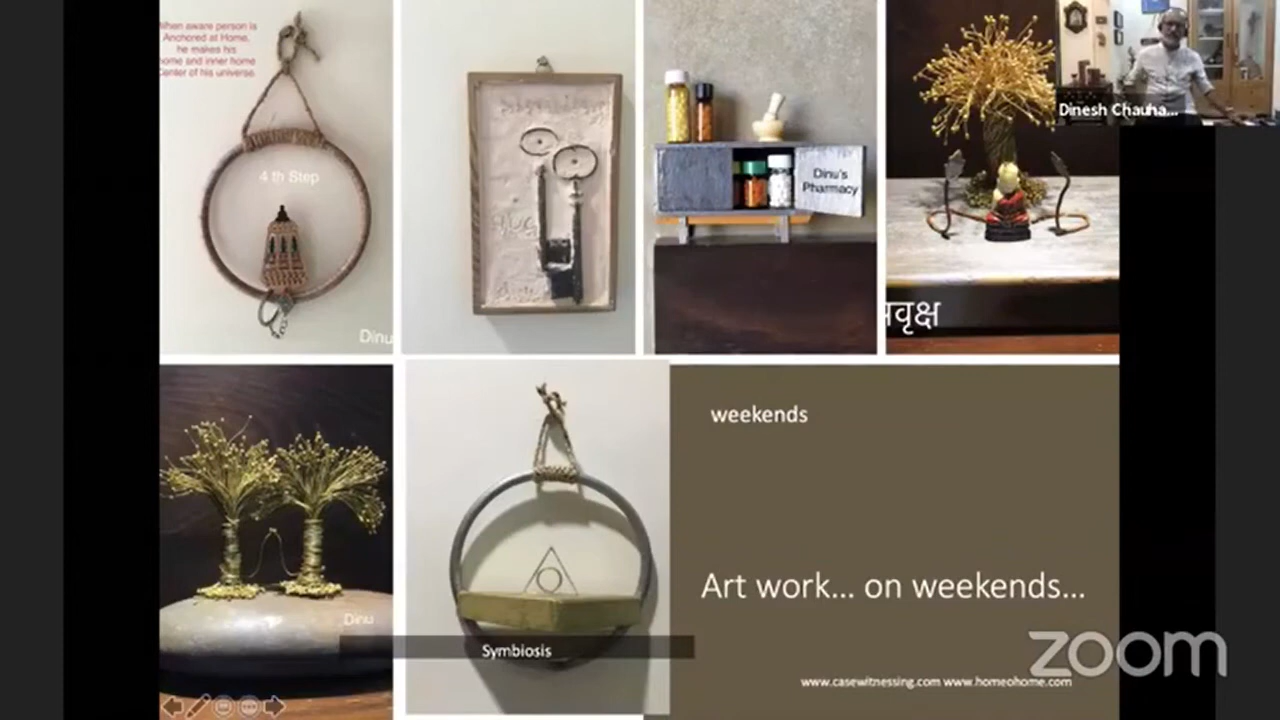 When aware person is
Anchored at Home,
he makes his
home and inner home
Center of his universe
4 th Step
Dinu
Dinu's
Pharmacy
वृक्ष
Dinesh Chauha...
Dinu
Symbiosis
weekends
Art work... on weekends...
www.casewitnessing.com www.homeohome.com
zoom